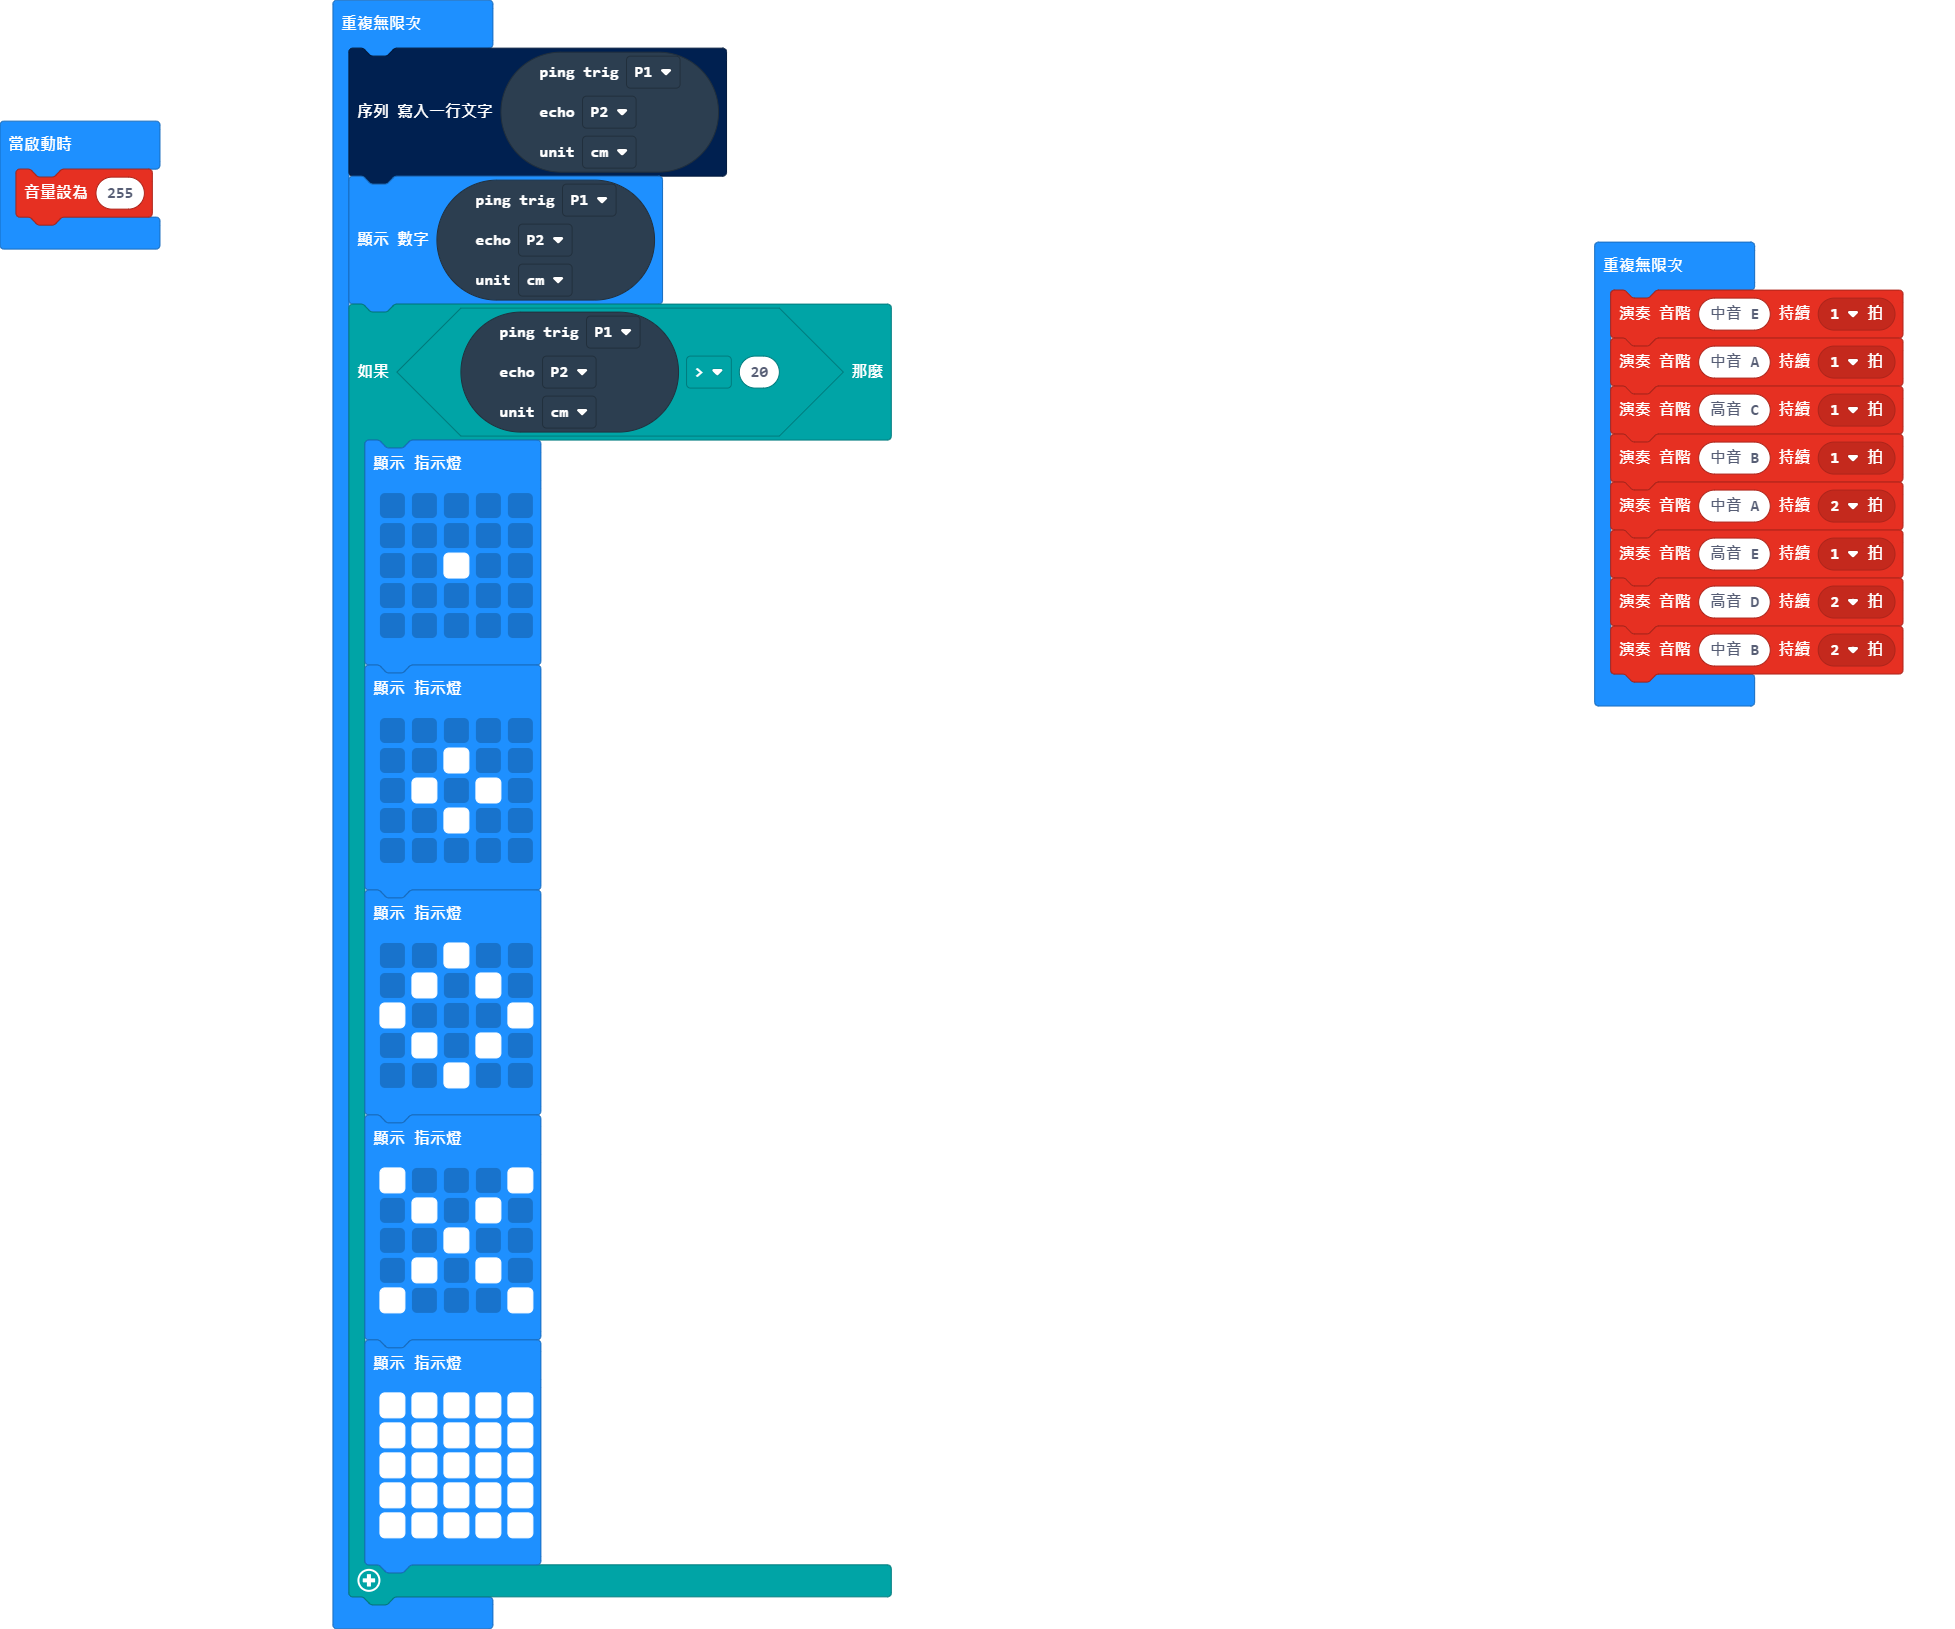 當啟動時
音量設為 255
重複無限次
序列 寫入一行文字 ping trig P1
echo P2
unit cm
顯示 數字 ping trig P1
echo P2
unit cm
如果 ping trig P1
echo P2
unit cm
> 20 那麼
顯示 指示燈
顯示 指示燈
顯示 指示燈
顯示 指示燈
顯示 指示燈
重複無限次
演奏 音階 中音 E 持續 1 拍
演奏 音階 中音 A 持續 1 拍
演奏 音階 高音 C 持續 1 拍
演奏 音階 中音 B 持續 1 拍
演奏 音階 中音 A 持續 2 拍
演奏 音階 高音 E 持續 1 拍
演奏 音階 高音 D 持續 2 拍
演奏 音階 中音 B 持續 2 拍